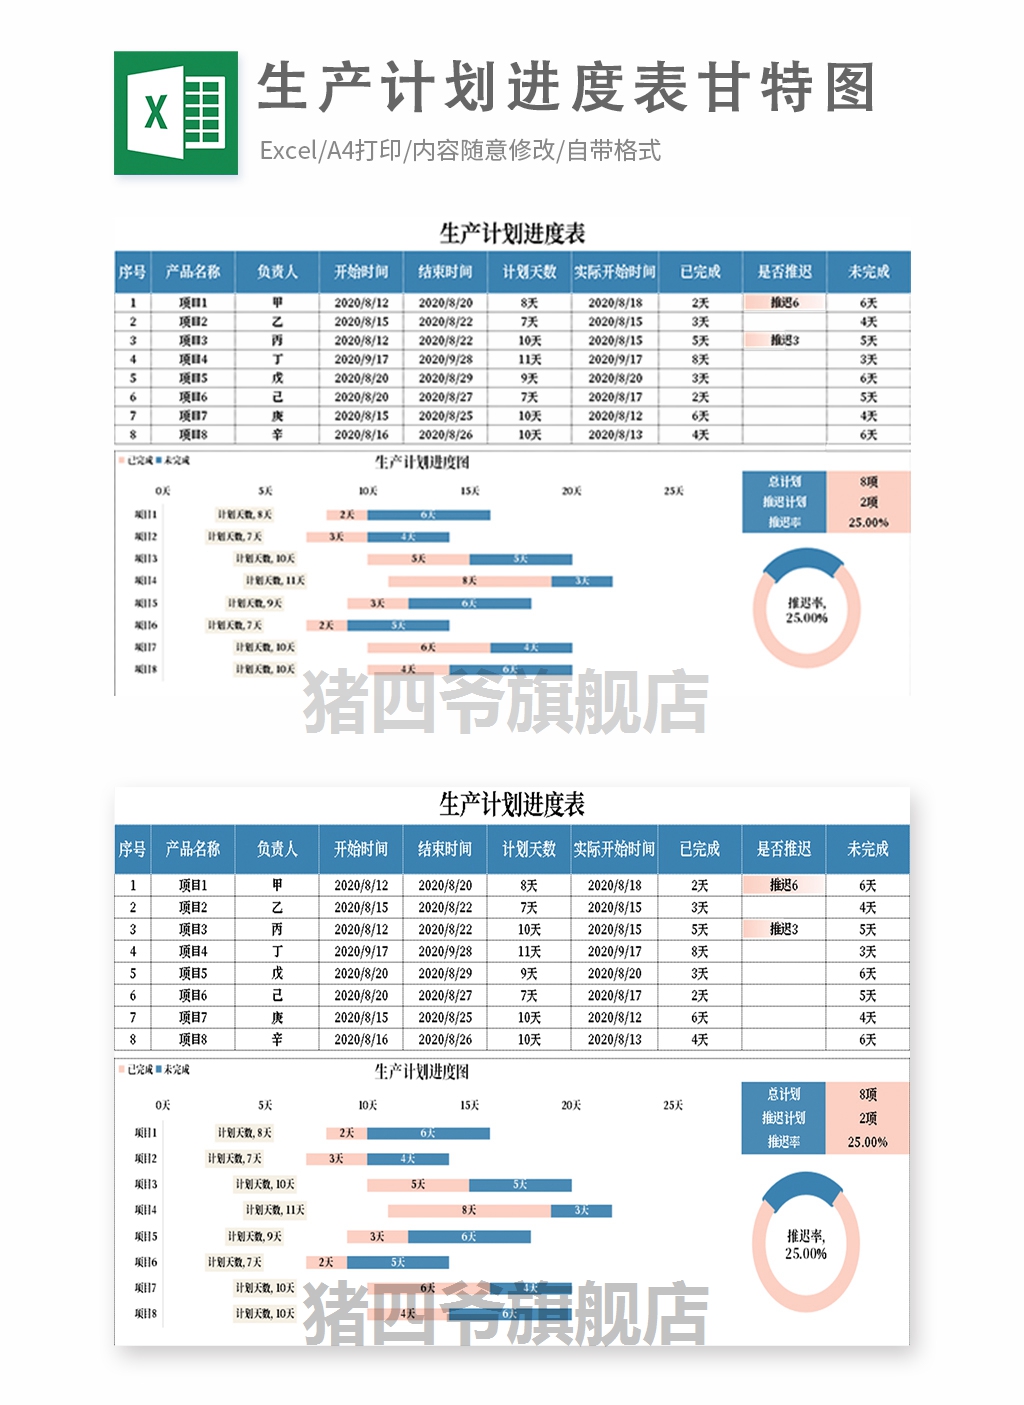 X
生产计划进度表甘特图
Excel/A4打印/内容随意修改/自带格式
生产计划进度表
序号 产品名称 负责人 开始时间 结束时间 计划天数 实际开始时间 已完成 是否推迟 未完成
1 项目1 甲 2020/8/12 2020/8/20 8天 2020/8/18 2天 推迟6 6天
2 项目2 乙 2020/8/15 2020/8/22 7天 2020/8/15 3天 4天
3 项目3 丙 2020/8/12 2020/8/22 10天 2020/8/15 5天 推迟3 5天
4 项目4 丁 2020/9/17 2020/9/28 11天 2020/9/17 8天 3天
5 项目5 戊 2020/8/20 2020/8/29 9天 2020/8/20 3天 6天
6 项目6 己 2020/8/20 2020/8/27 7天 2020/8/17 2天 5天
7 项目7 庚 2020/8/15 2020/8/25 10天 2020/8/12 6天 4天
8 项目8 辛 2020/8/16 2020/8/26 10天 2020/8/13 4天 6天
已完成 未完成 生产计划进度图
0天 5天 10天 15天 20天 25天
项目1 计划天数, 8天 2天 6天
项目2 计划天数, 7天 3天 4天
项目3 计划天数, 10天 5天 5天
项目4 计划天数, 11天 8天 3天
项目5 计划天数, 9天 3天 6天
项目6 计划天数, 7天 2天 5天
项目7 计划天数, 10天 6天 4天
项目8 计划天数, 10天 4天 6天
总计划 8项
推迟计划 2项
推迟率 25.00%
推迟率,
25.00%
猪四爷旗舰店
生产计划进度表
序号 产品名称 负责人 开始时间 结束时间 计划天数 实际开始时间 已完成 是否推迟 未完成
1 项目1 甲 2020/8/12 2020/8/20 8天 2020/8/18 2天 推迟6 6天
2 项目2 乙 2020/8/15 2020/8/22 7天 2020/8/15 3天 4天
3 项目3 丙 2020/8/12 2020/8/22 10天 2020/8/15 5天 推迟3 5天
4 项目4 丁 2020/9/17 2020/9/28 11天 2020/9/17 8天 3天
5 项目5 戊 2020/8/20 2020/8/29 9天 2020/8/20 3天 6天
6 项目6 己 2020/8/20 2020/8/27 7天 2020/8/17 2天 5天
7 项目7 庚 2020/8/15 2020/8/25 10天 2020/8/12 6天 4天
8 项目8 辛 2020/8/16 2020/8/26 10天 2020/8/13 4天 6天
已完成 未完成 生产计划进度图
0天 5天 10天 15天 20天 25天
项目1 计划天数, 8天 2天 6天
项目2 计划天数, 7天 3天 4天
项目3 计划天数, 10天 5天 5天
项目4 计划天数, 11天 8天 3天
项目5 计划天数, 9天 3天 6天
项目6 计划天数, 7天 2天 5天
项目7 计划天数, 10天 6天 4天
项目8 计划天数, 10天 4天 6天
总计划 8项
推迟计划 2项
推迟率 25.00%
推迟率,
25.00%
猪四爷旗舰店